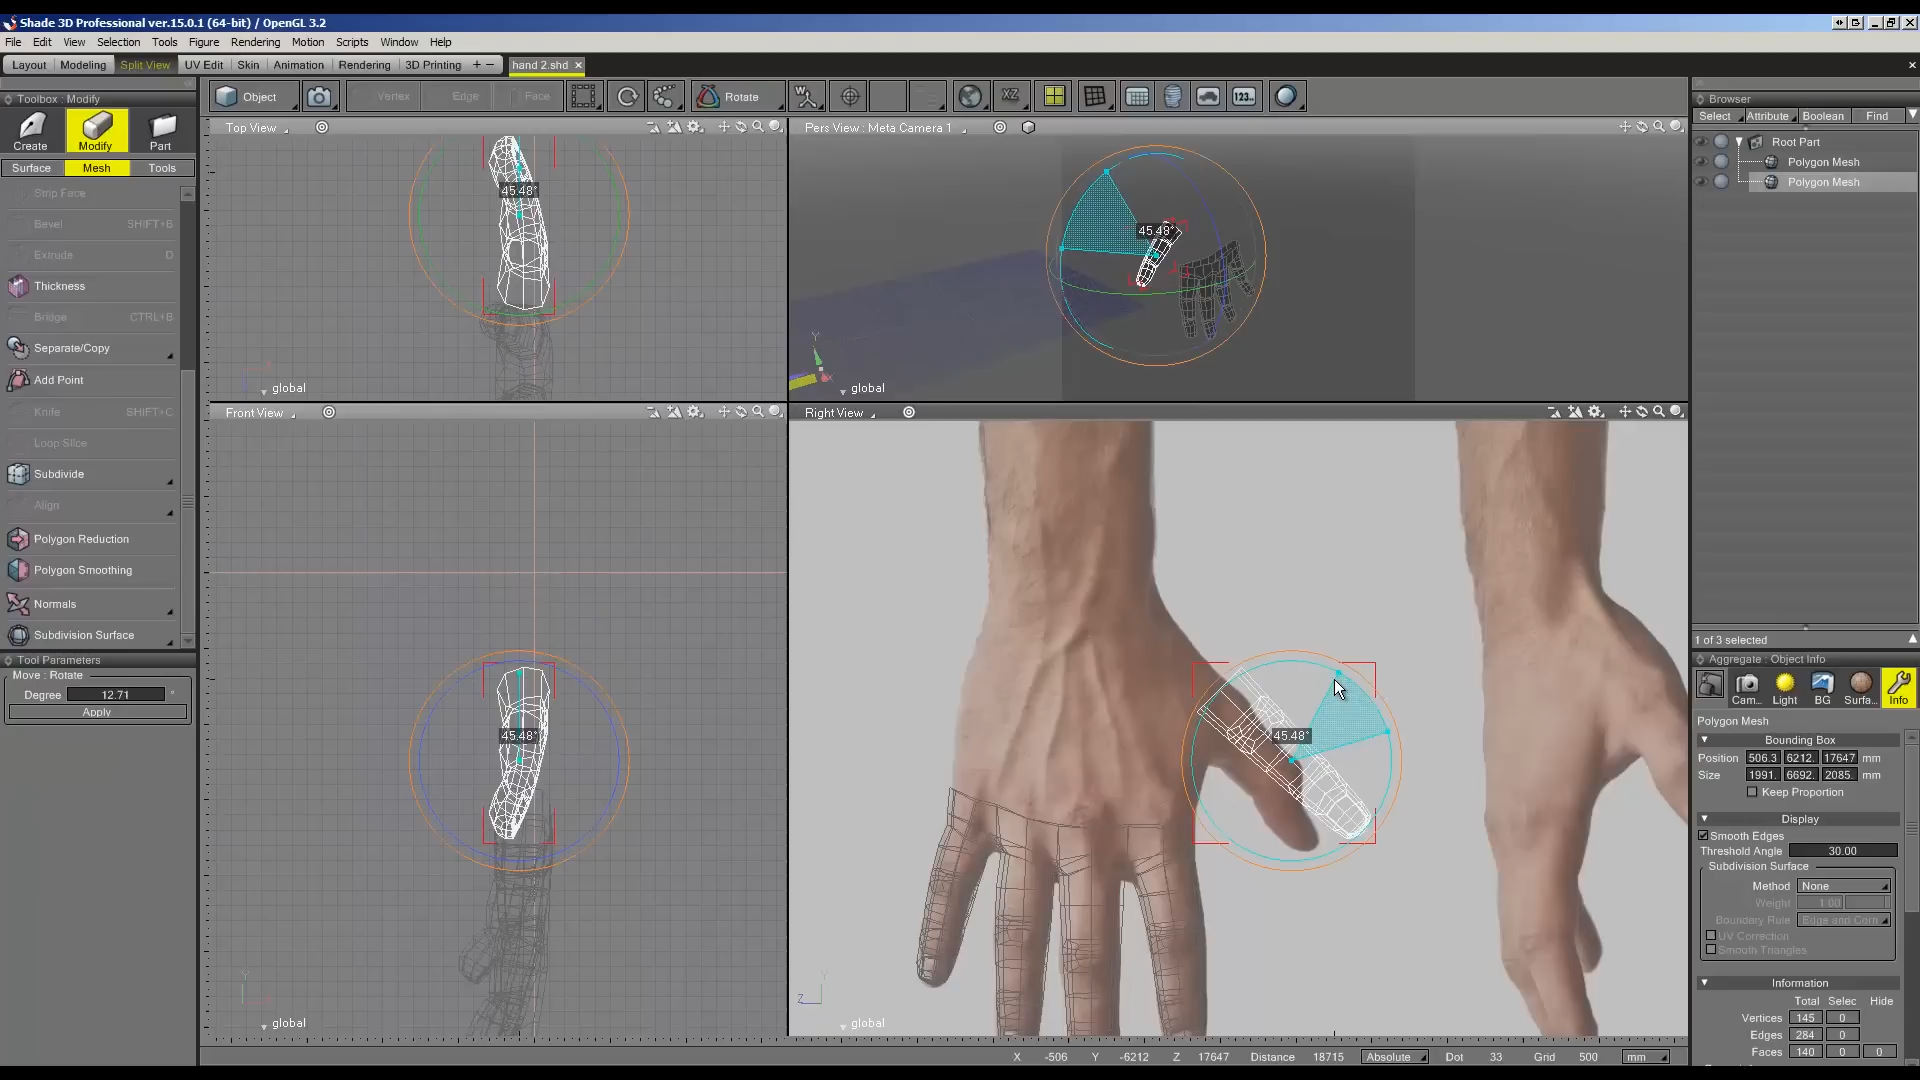 Shade 3D Professional ver.15.0.1 (64-bit) / OpenGL 3.2
File Edit View Selection Tools Figure Rendering Motion Scripts Window Help
Layout Modeling Split View UV Edit Skin Animation Rendering 3D Printing + − hand 2.shd ×
Toolbox : Modify
Create Modify Part
Surface Mesh Tools
Strip Face
Bevel SHIFT+B
Extrude D
Thickness
Bridge CTRL+B
Separate/Copy
Add Point
Knife SHIFT+C
Loop Slice
Subdivide
Align
Polygon Reduction
Polygon Smoothing
Normals
Subdivision Surface
Tool Parameters
Move : Rotate
Degree 12.71 °
Apply
Object Vertex Edge Face Rotate XZ 123..
Top View
45.48°
global
Pers View : Meta Camera 1
45.48°
Y
global
Front View
45.48°
Y
global
Right View
45.48°
Y
Z
global
X -506 Y -6212 Z 17647 Distance 18715 Absolute Dot 33 Grid 500 mm
Browser
Select Attribute Boolean Find
Root Part
Polygon Mesh
Polygon Mesh
1 of 3 selected
Aggregate : Object Info
Cam... Light BG Surfa... Info
Polygon Mesh
Bounding Box
Position 506.3 6212. 17647 mm
Size 1991. 6692. 2085. mm
Keep Proportion
Display
Smooth Edges
Threshold Angle 30.00
Subdivision Surface
Method None
Weight 1.00
Boundary Rule Edge and Corn
UV Correction
Smooth Triangles
Information
Total Selec Hide
Vertices 145 0
Edges 284 0
Faces 140 0 0